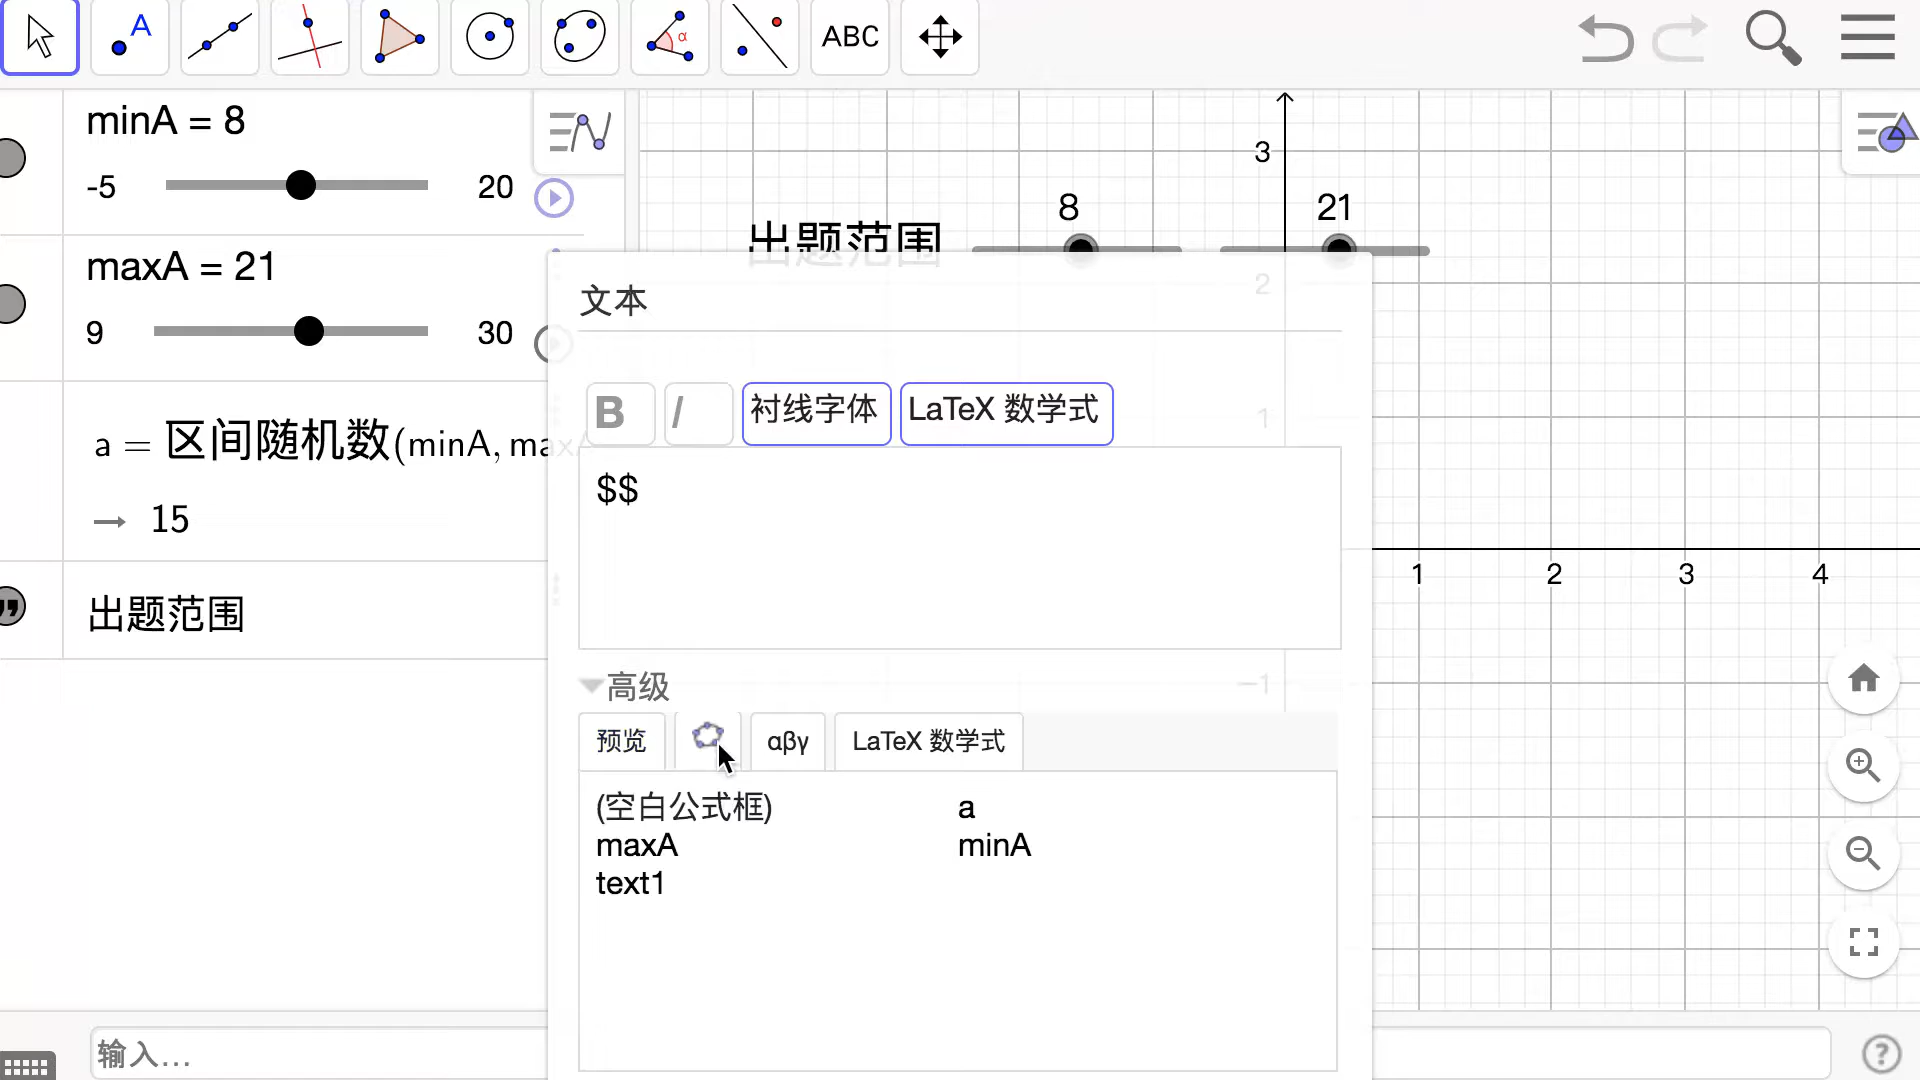 A
α
ABC
minA = 8
-5
20
maxA = 21
9
30
a = 区间随机数(minA, maxA
→ 15
出题范围
输入...
3
8
21
出题范围
2
1
-1
1
2
3
4
文本
B
I
衬线字体
LaTeX 数学式
$$
高级
预览
αβγ
LaTeX 数学式
(空白公式框)
a
maxA
minA
text1
?